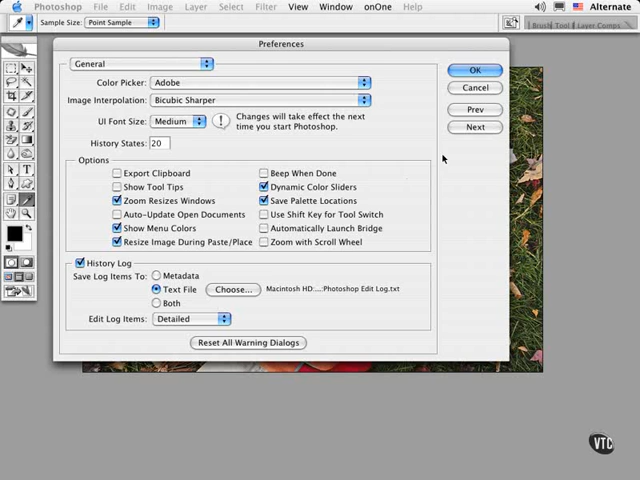 Photoshop File Edit Image Layer Select Filter View Window onOne Help Alternate
Sample Size: Point Sample
Brush Tool Layer Comps
Preferences
General
Color Picker: Adobe
Image Interpolation: Bicubic Sharper
UI Font Size: Medium
Changes will take effect the next
time you start Photoshop.
History States: 20
OK
Cancel
Prev
Next
Options
Export Clipboard
Beep When Done
Show Tool Tips
Dynamic Color Sliders
Zoom Resizes Windows
Save Palette Locations
Auto-Update Open Documents
Use Shift Key for Tool Switch
Show Menu Colors
Automatically Launch Bridge
Resize Image During Paste/Place
Zoom with Scroll Wheel
History Log
Save Log Items To: Metadata
Text File Choose... Macintosh HD:...:Photoshop Edit Log.txt
Both
Edit Log Items: Detailed
Reset All Warning Dialogs
VTC